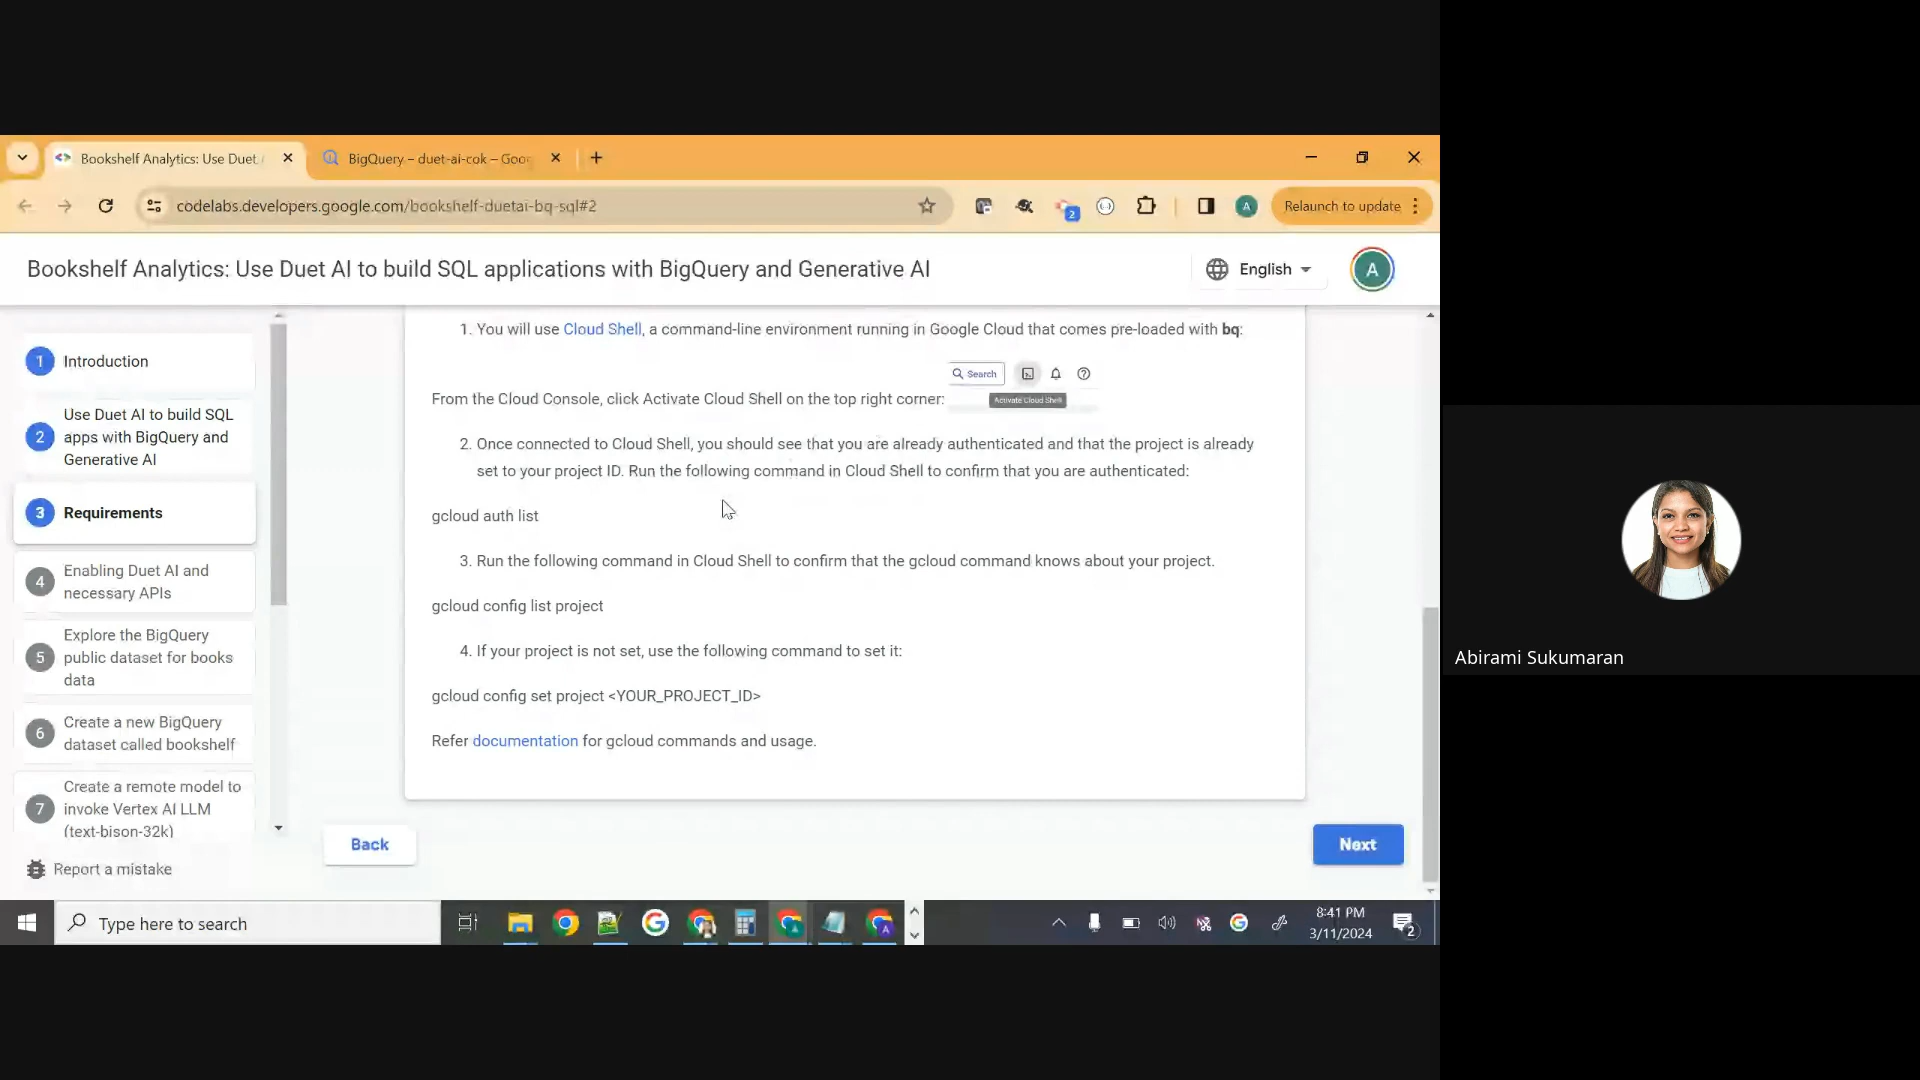 Bookshelf Analytics: Use Duet
BigQuery – duet-ai-cok – Goo
codelabs.developers.google.com/bookshelf-duetai-bq-sql#2
2
A
Relaunch to update
Bookshelf Analytics: Use Duet AI to build SQL applications with BigQuery and Generative AI
English
A
1 Introduction
2 Use Duet AI to build SQL
apps with BigQuery and
Generative AI
3 Requirements
4 Enabling Duet AI and
necessary APIs
5 Explore the BigQuery
public dataset for books
data
6 Create a new BigQuery
dataset called bookshelf
7 Create a remote model to
invoke Vertex AI LLM
(text-bison-32k)
Report a mistake
1. You will use Cloud Shell, a command-line environment running in Google Cloud that comes pre-loaded with bq:
Search
From the Cloud Console, click Activate Cloud Shell on the top right corner:
Activate Cloud Shell
2. Once connected to Cloud Shell, you should see that you are already authenticated and that the project is already
set to your project ID. Run the following command in Cloud Shell to confirm that you are authenticated:
gcloud auth list
3. Run the following command in Cloud Shell to confirm that the gcloud command knows about your project.
gcloud config list project
4. If your project is not set, use the following command to set it:
gcloud config set project <YOUR_PROJECT_ID>
Refer documentation for gcloud commands and usage.
Back
Next
Type here to search
8:41 PM
3/11/2024
2
Abirami Sukumaran